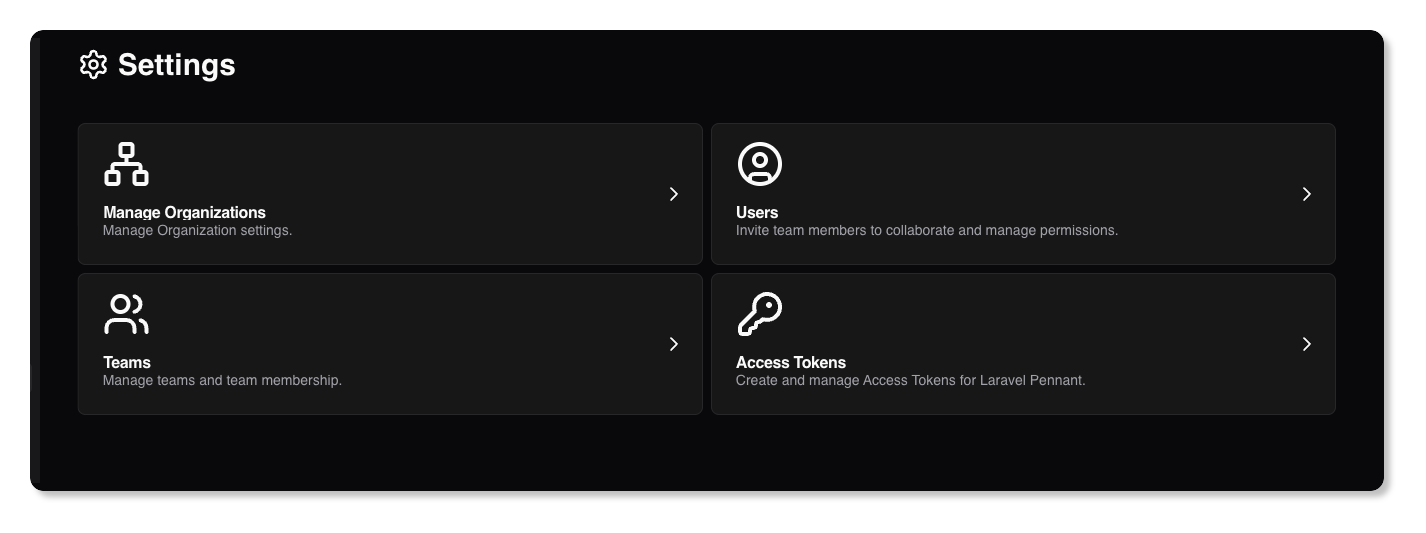 Settings
Manage Organizations
Manage Organization settings.
Users
Invite team members to collaborate and manage permissions.
Teams
Manage teams and team membership.
Access Tokens
Create and manage Access Tokens for Laravel Pennant.